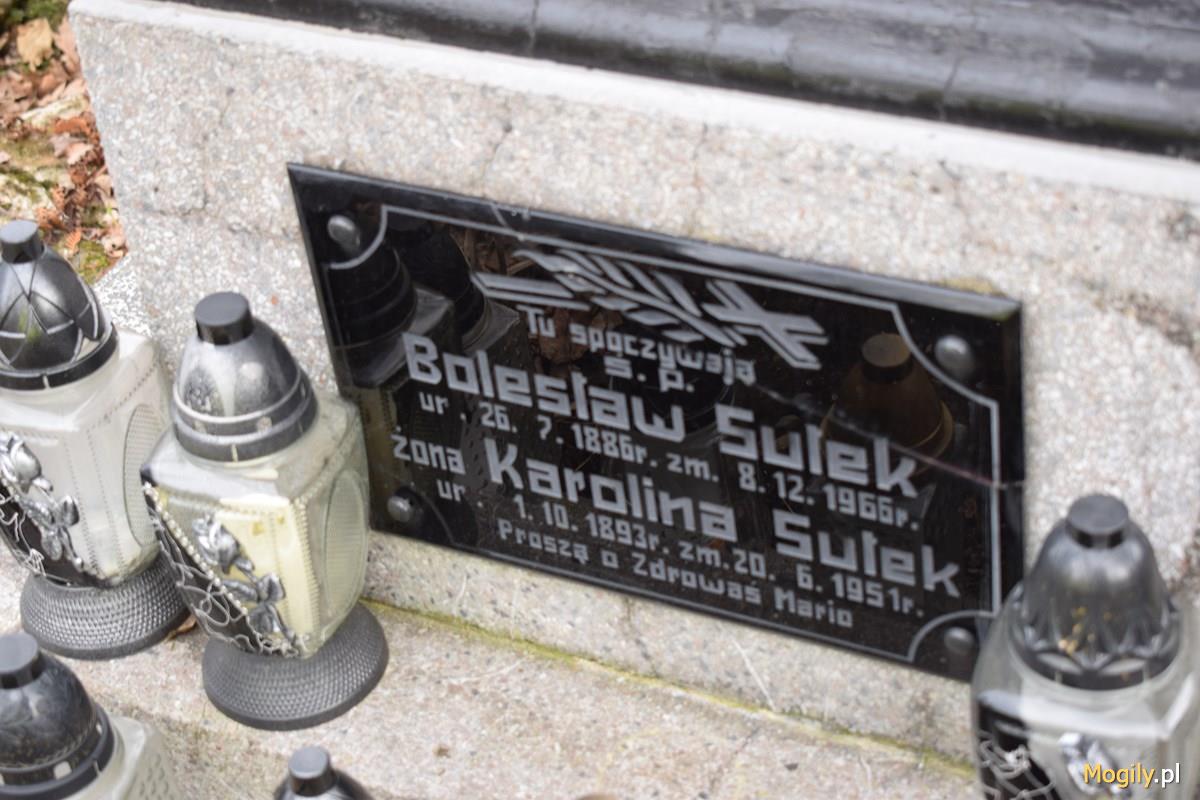 Tu spoczywają
ś. p.
Bolesław Sułek
ur. 26. 7. 1886r. zm. 8. 12. 1966r.
żona Karolina Sułek
ur. 1. 10. 1893r. zm. 20. 6. 1951r.
Proszą o Zdrowaś Mario
Mogily.pl